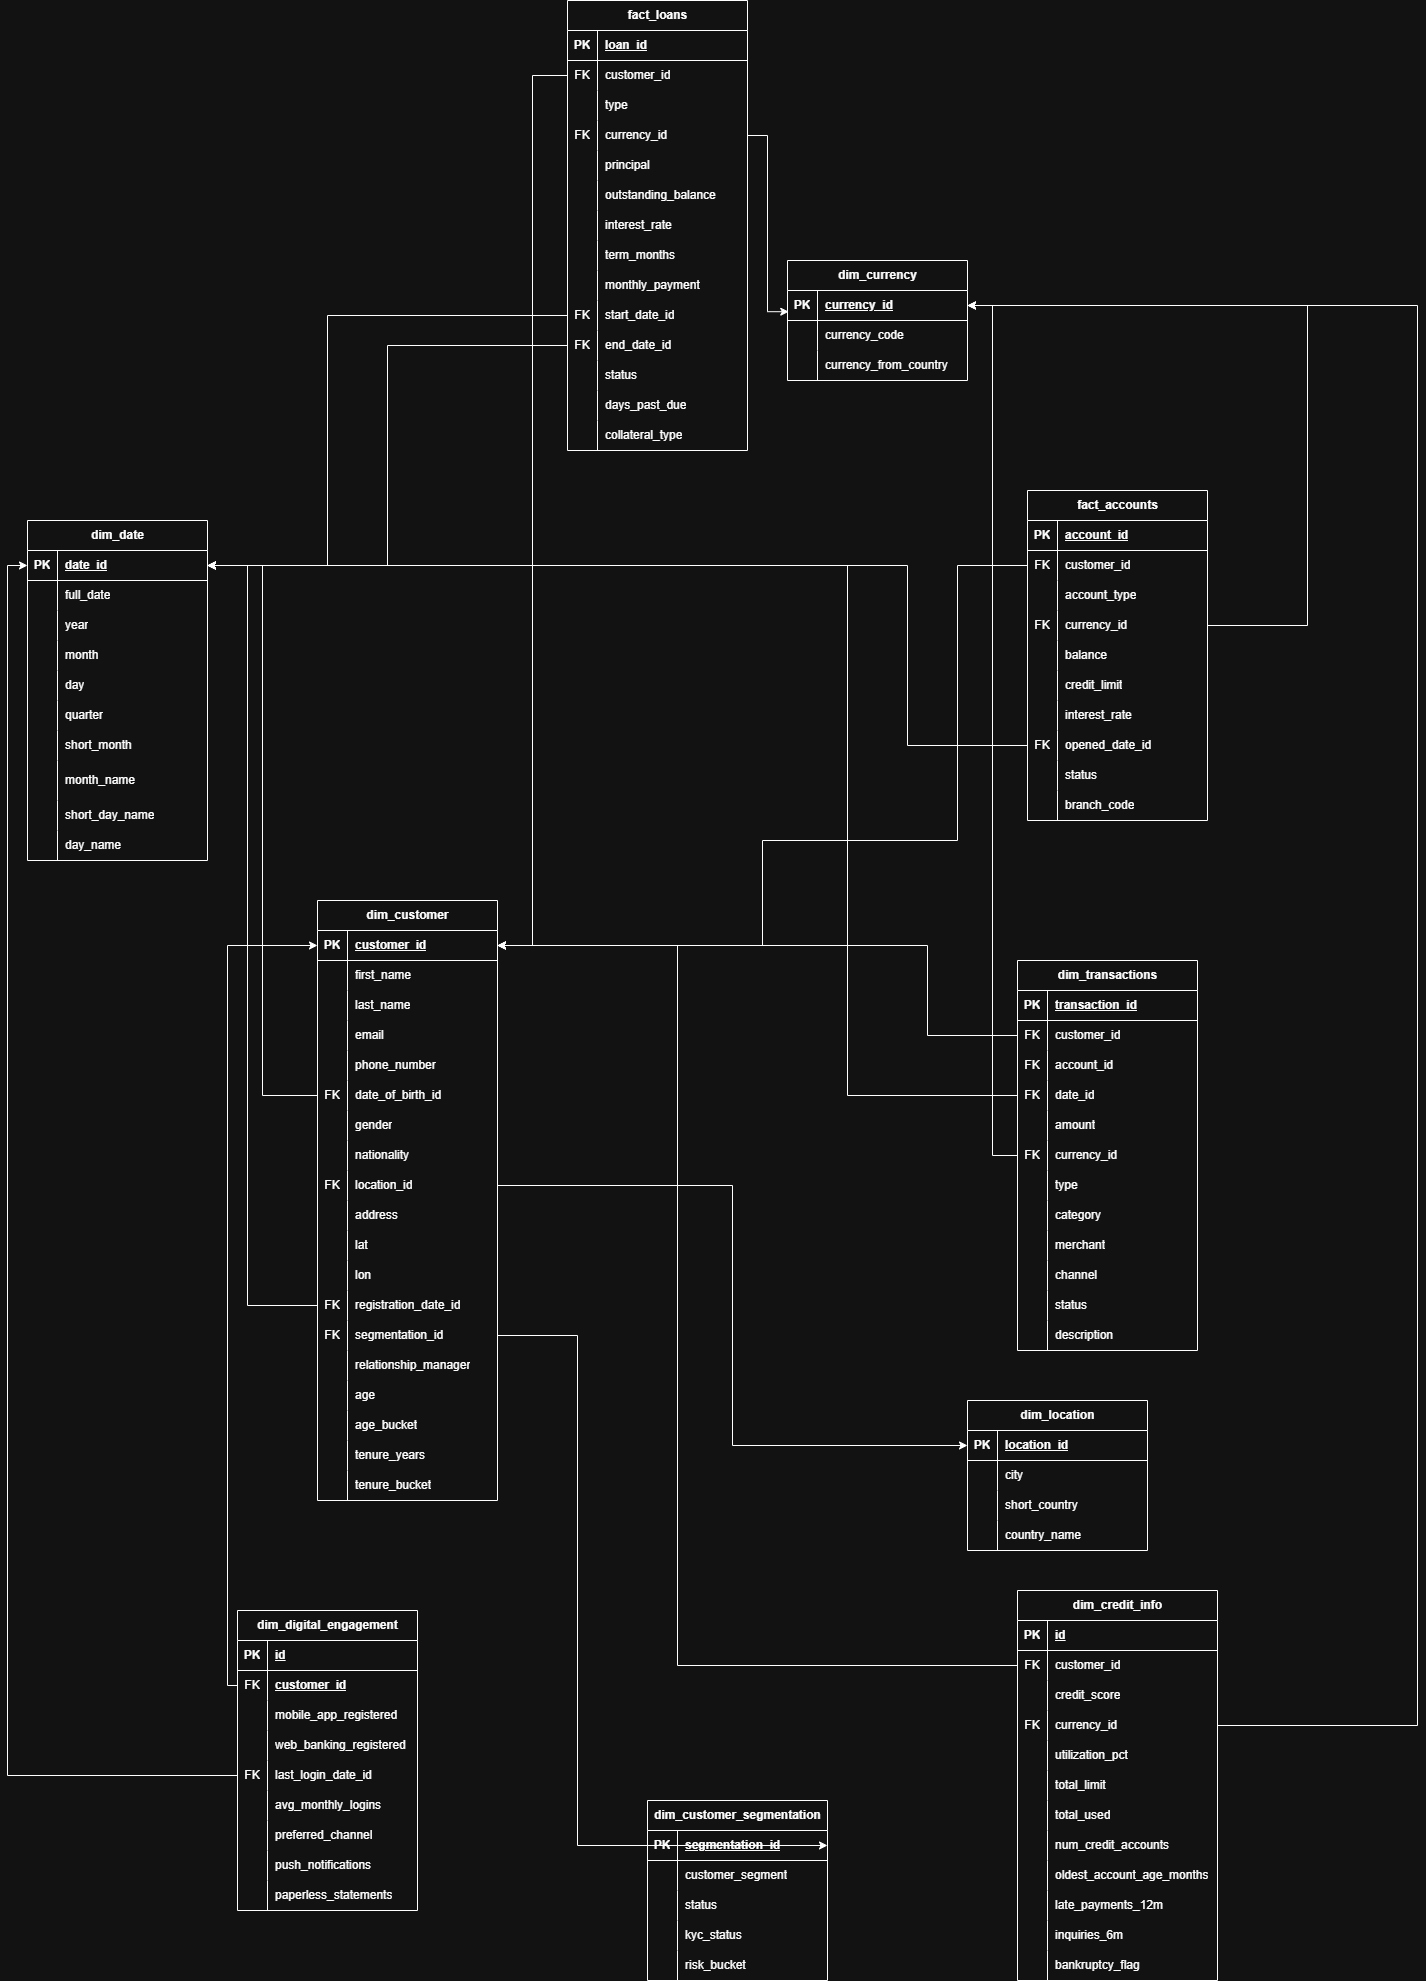 fact_loans
PK loan_id
FK customer_id
type
FK currency_id
principal
outstanding_balance
interest_rate
term_months
monthly_payment
FK start_date_id
FK end_date_id
status
days_past_due
collateral_type
dim_currency
PK currency_id
currency_code
currency_from_country
fact_accounts
PK account_id
FK customer_id
account_type
FK currency_id
balance
credit_limit
interest_rate
FK opened_date_id
status
branch_code
dim_date
PK date_id
full_date
year
month
day
quarter
short_month
month_name
short_day_name
day_name
dim_customer
PK customer_id
first_name
last_name
email
phone_number
FK date_of_birth_id
gender
nationality
FK location_id
address
lat
lon
FK registration_date_id
FK segmentation_id
relationship_manager
age
age_bucket
tenure_years
tenure_bucket
dim_transactions
PK transaction_id
FK customer_id
FK account_id
FK date_id
amount
FK currency_id
type
category
merchant
channel
status
description
dim_location
PK location_id
city
short_country
country_name
dim_digital_engagement
PK id
FK customer_id
mobile_app_registered
web_banking_registered
FK last_login_date_id
avg_monthly_logins
preferred_channel
push_notifications
paperless_statements
dim_customer_segmentation
PK segmentation_id
customer_segment
status
kyc_status
risk_bucket
dim_credit_info
PK id
FK customer_id
credit_score
FK currency_id
utilization_pct
total_limit
total_used
num_credit_accounts
oldest_account_age_months
late_payments_12m
inquiries_6m
bankruptcy_flag